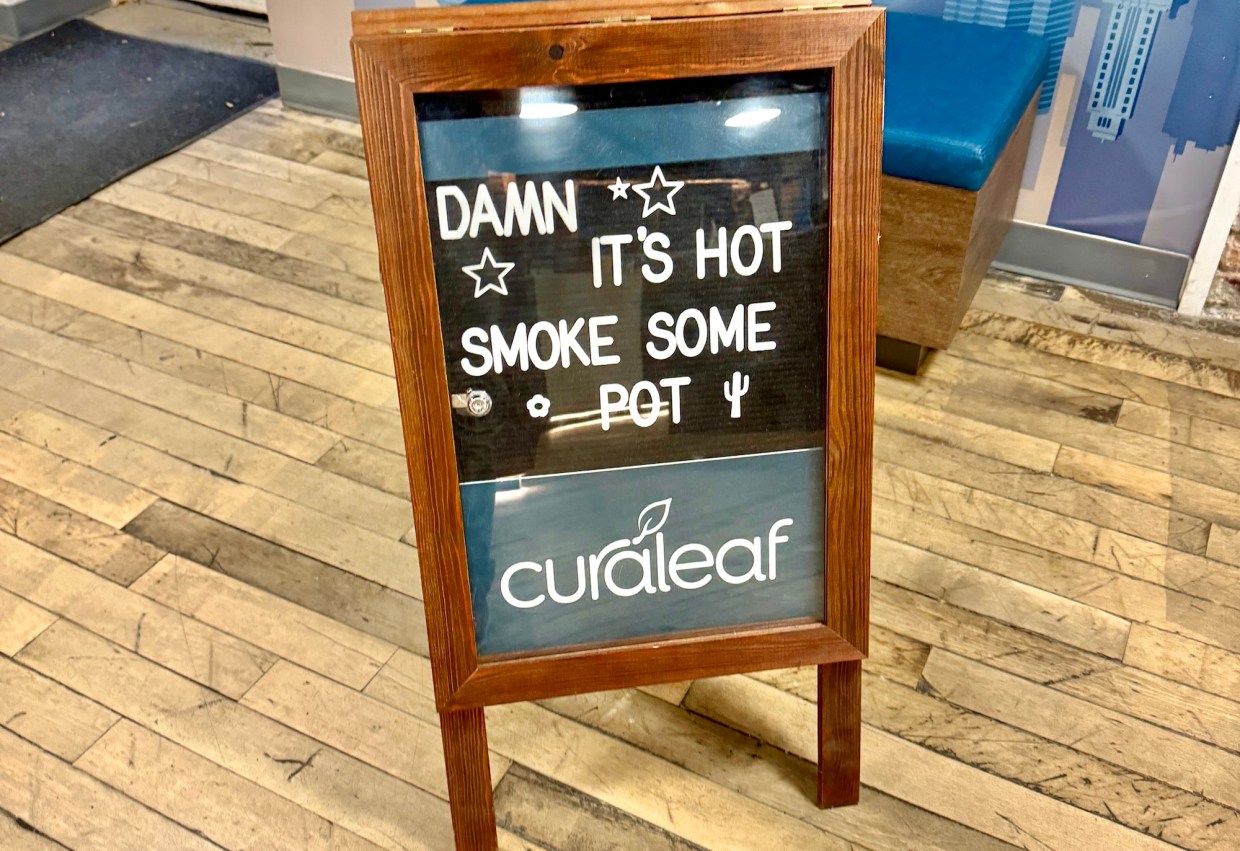 DAMN
IT'S HOT
SMOKE SOME
POT
curaleaf